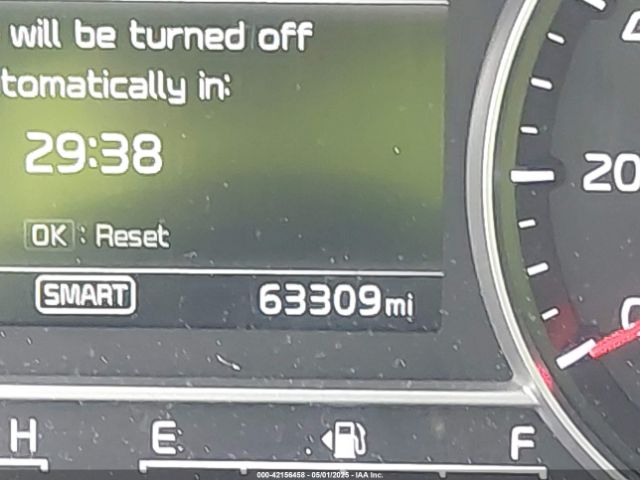 will be turned off
tomatically in:
29:38
OK : Reset
SMART 63309mi
20
0
H E F
000-42156458 - 05/01/2025 - IAA Inc.